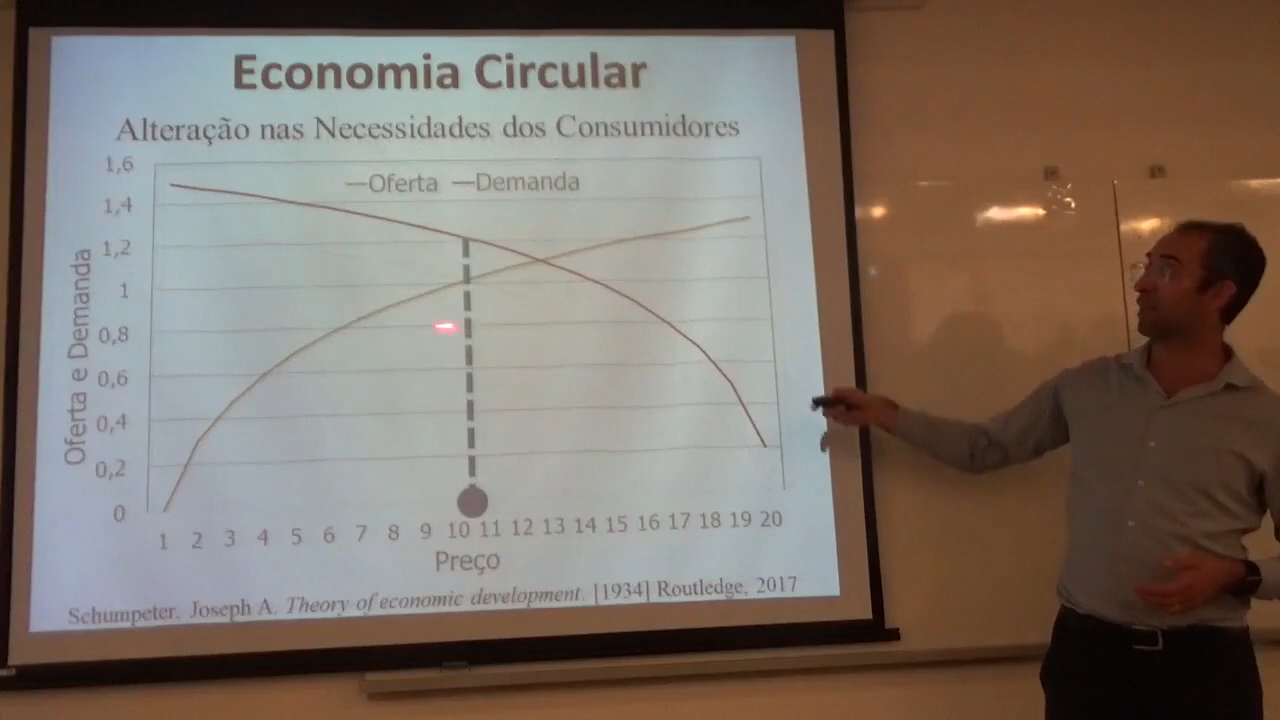 Economia Circular
Alteração nas Necessidades dos Consumidores
Oferta e Demanda
1,6
1,4
1,2
1
0,8
0,6
0,4
0,2
0
—Oferta —Demanda
1 2 3 4 5 6 7 8 9 10 11 12 13 14 15 16 17 18 19 20
Preço
Schumpeter, Joseph A. Theory of economic development. [1934] Routledge, 2017